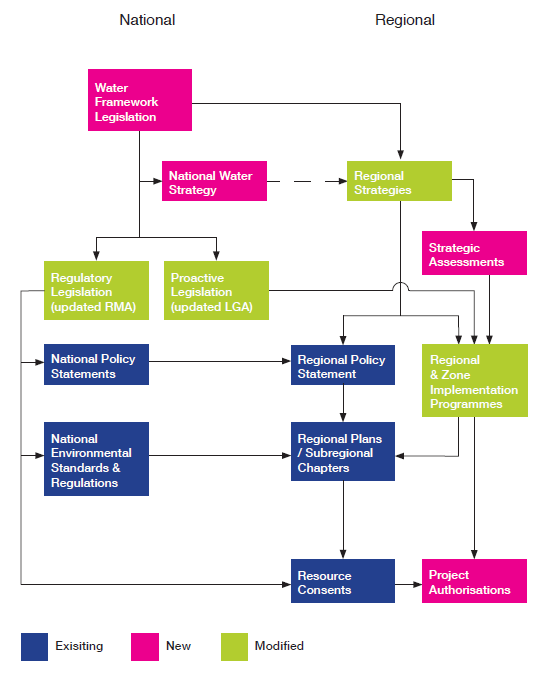 National
Regional
Water
Framework
Legislation
National Water
Strategy
Regional
Strategies
Strategic
Assessments
Regulatory
Legislation
(updated RMA)
Proactive
Legislation
(updated LGA)
National Policy
Statements
Regional Policy
Statement
Regional
& Zone
Implementation
Programmes
National
Environmental
Standards &
Regulations
Regional Plans
/ Subregional
Chapters
Resource
Consents
Project
Authorisations
Exisiting
New
Modified